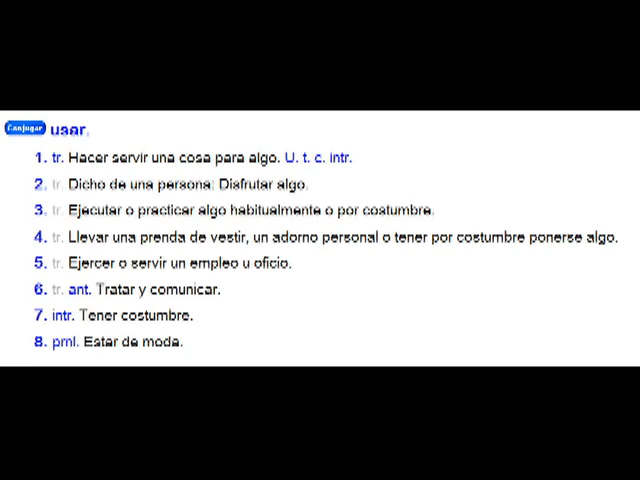 Conjugar usar.
1. tr. Hacer servir una cosa para algo. U. t. c. intr.
2. tr. Dicho de una persona: Disfrutar algo.
3. tr. Ejecutar o practicar algo habitualmente o por costumbre.
4. tr. Llevar una prenda de vestir, un adorno personal o tener por costumbre ponerse algo.
5. tr. Ejercer o servir un empleo u oficio.
6. tr. ant. Tratar y comunicar.
7. intr. Tener costumbre.
8. prnl. Estar de moda.